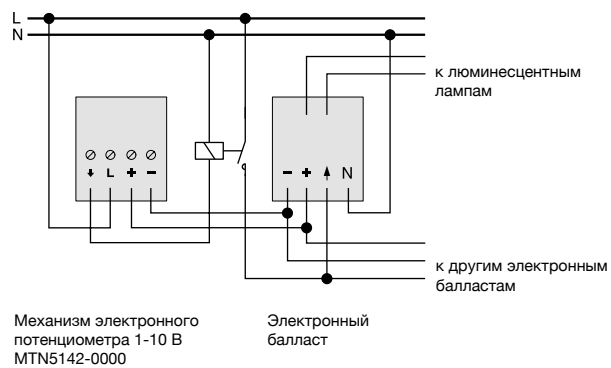 L
N
к люминесцентным
лампам
L + −
− + N
к другим электронным
балластам
Механизм электронного
потенциометра 1-10 В
MTN5142-0000
Электронный
балласт